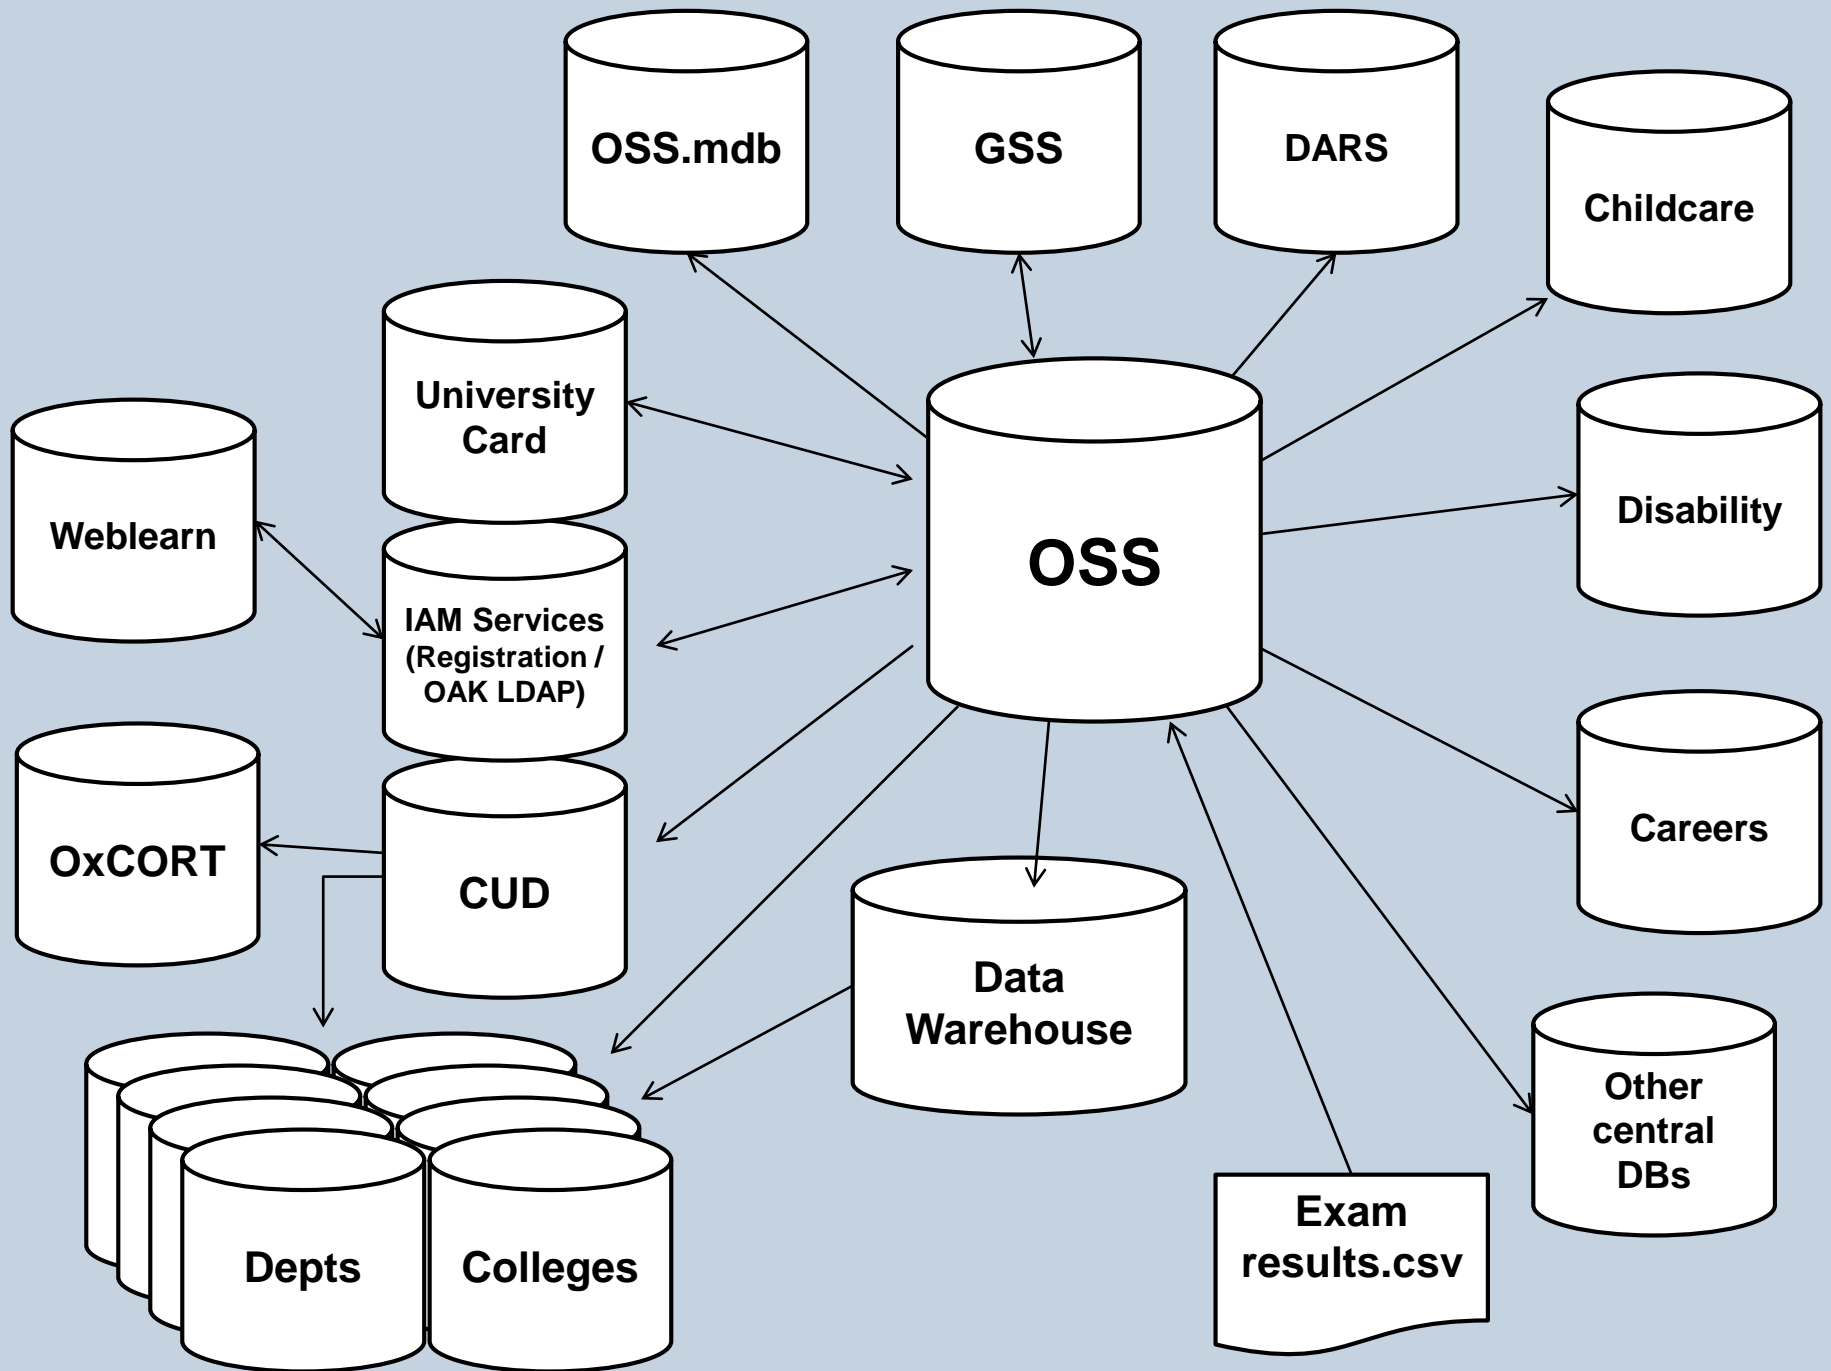 OSS.mdb
GSS
DARS
Childcare
University
Card
Weblearn
Disability
OSS
IAM Services
(Registration /
OAK LDAP)
Careers
OxCORT
CUD
Data
Warehouse
Other
central
DBs
Exam
results.csv
Depts
Colleges